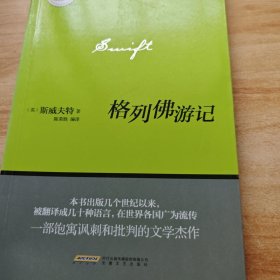 Swift
格列佛游记
〔英〕斯威夫特 著
编译
本书出版几个世纪以来,
被翻译成几十种语言,在世界各国广为流传
一部饱寓讽刺和批判的文学杰作